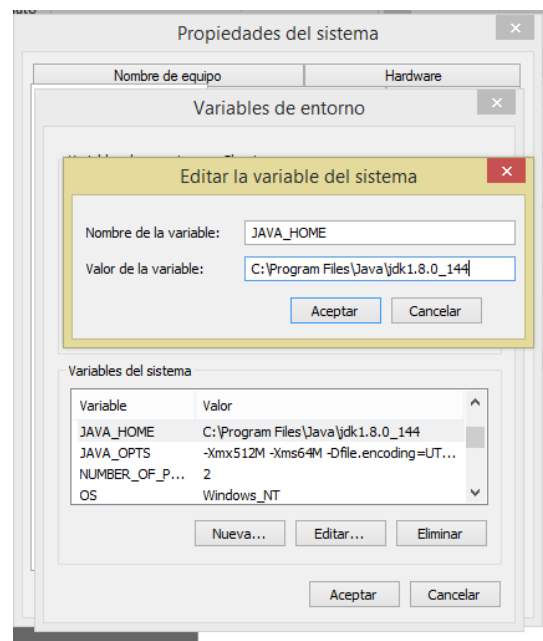 Propiedades del sistema
Nombre de equipo Hardware
Variables de entorno
Editar la variable del sistema
Nombre de la variable: JAVA_HOME
Valor de la variable: C:\Program Files\Java\jdk1.8.0_144
Aceptar Cancelar
Variables del sistema
Variable Valor
JAVA_HOME C:\Program Files\Java\jdk1.8.0_144
JAVA_OPTS -Xmx512M -Xms64M -Dfile.encoding=UT...
NUMBER_OF_P... 2
OS Windows_NT
Nueva... Editar... Eliminar
Aceptar Cancelar